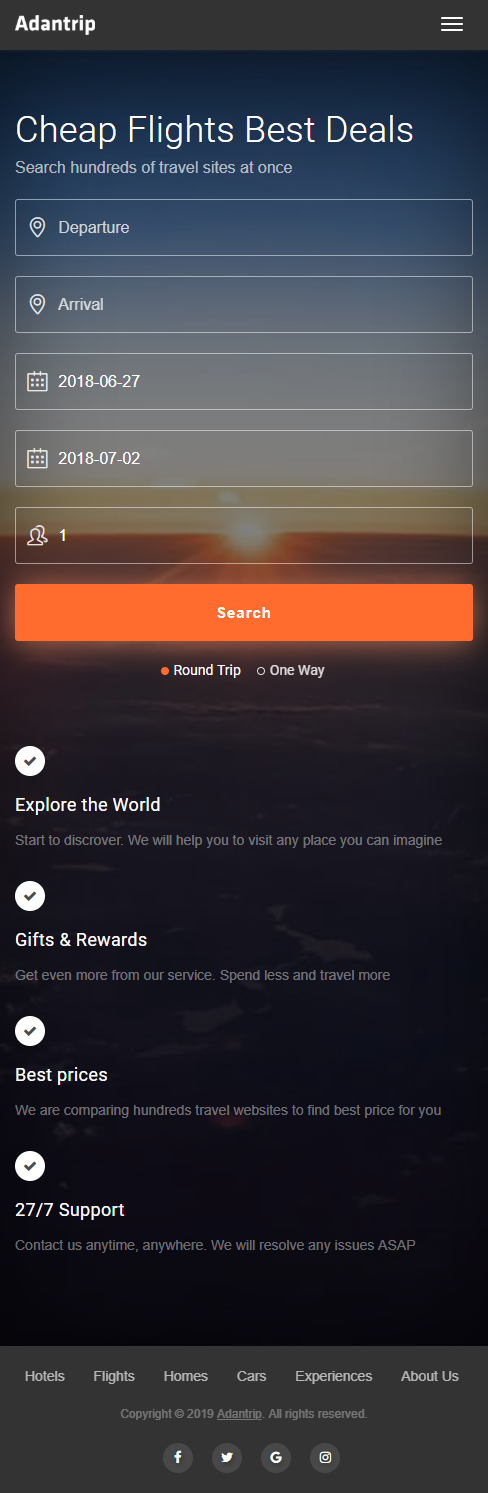 Adantrip
Cheap Flights Best Deals
Search hundreds of travel sites at once
Departure
Arrival
2018-06-27
2018-07-02
1
Search
Round Trip One Way
Explore the World
Start to discrover. We will help you to visit any place you can imagine
Gifts & Rewards
Get even more from our service. Spend less and travel more
Best prices
We are comparing hundreds travel websites to find best price for you
27/7 Support
Contact us anytime, anywhere. We will resolve any issues ASAP
Hotels Flights Homes Cars Experiences About Us
Copyright © 2019 Adantrip. All rights reserved.